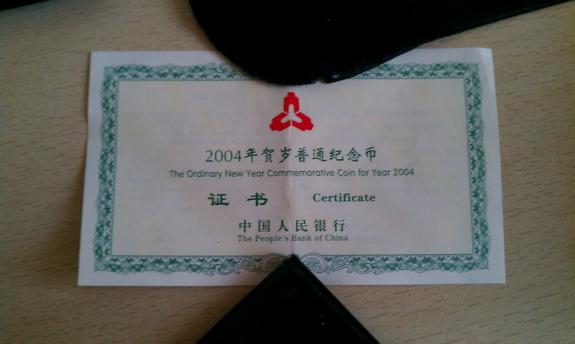 2004年贺岁普通纪念币
The Ordinary New Year Commemorative Coin for Year 2004
证书 Certificate
中国人民银行
The People's Bank of China